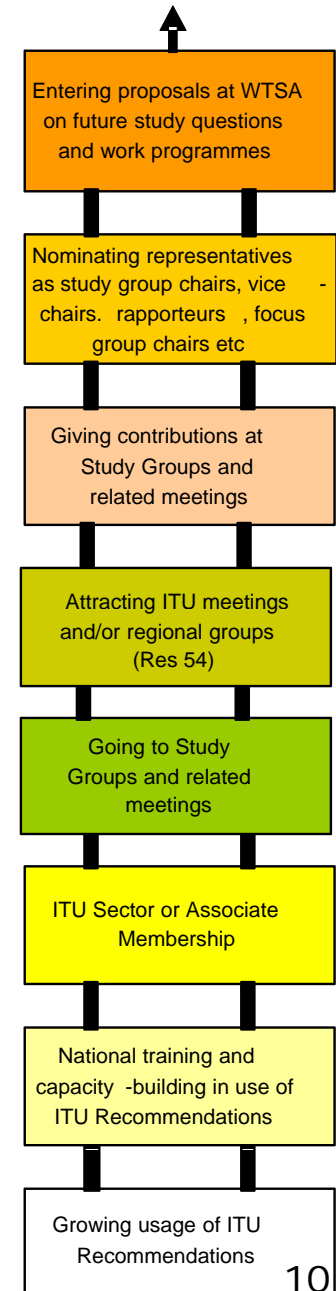 Entering proposals at WTSA
on future study questions
and work programmes
Nominating representatives
as study group chairs, vice -
chairs. rapporteurs , focus
group chairs etc
Giving contributions at
Study Groups and
related meetings
Attracting ITU meetings
and/or regional groups
(Res 54)
Going to Study
Groups and related
meetings
ITU Sector or Associate
Membership
National training and
capacity -building in use of
ITU Recommendations
Growing usage of ITU
Recommendations
10